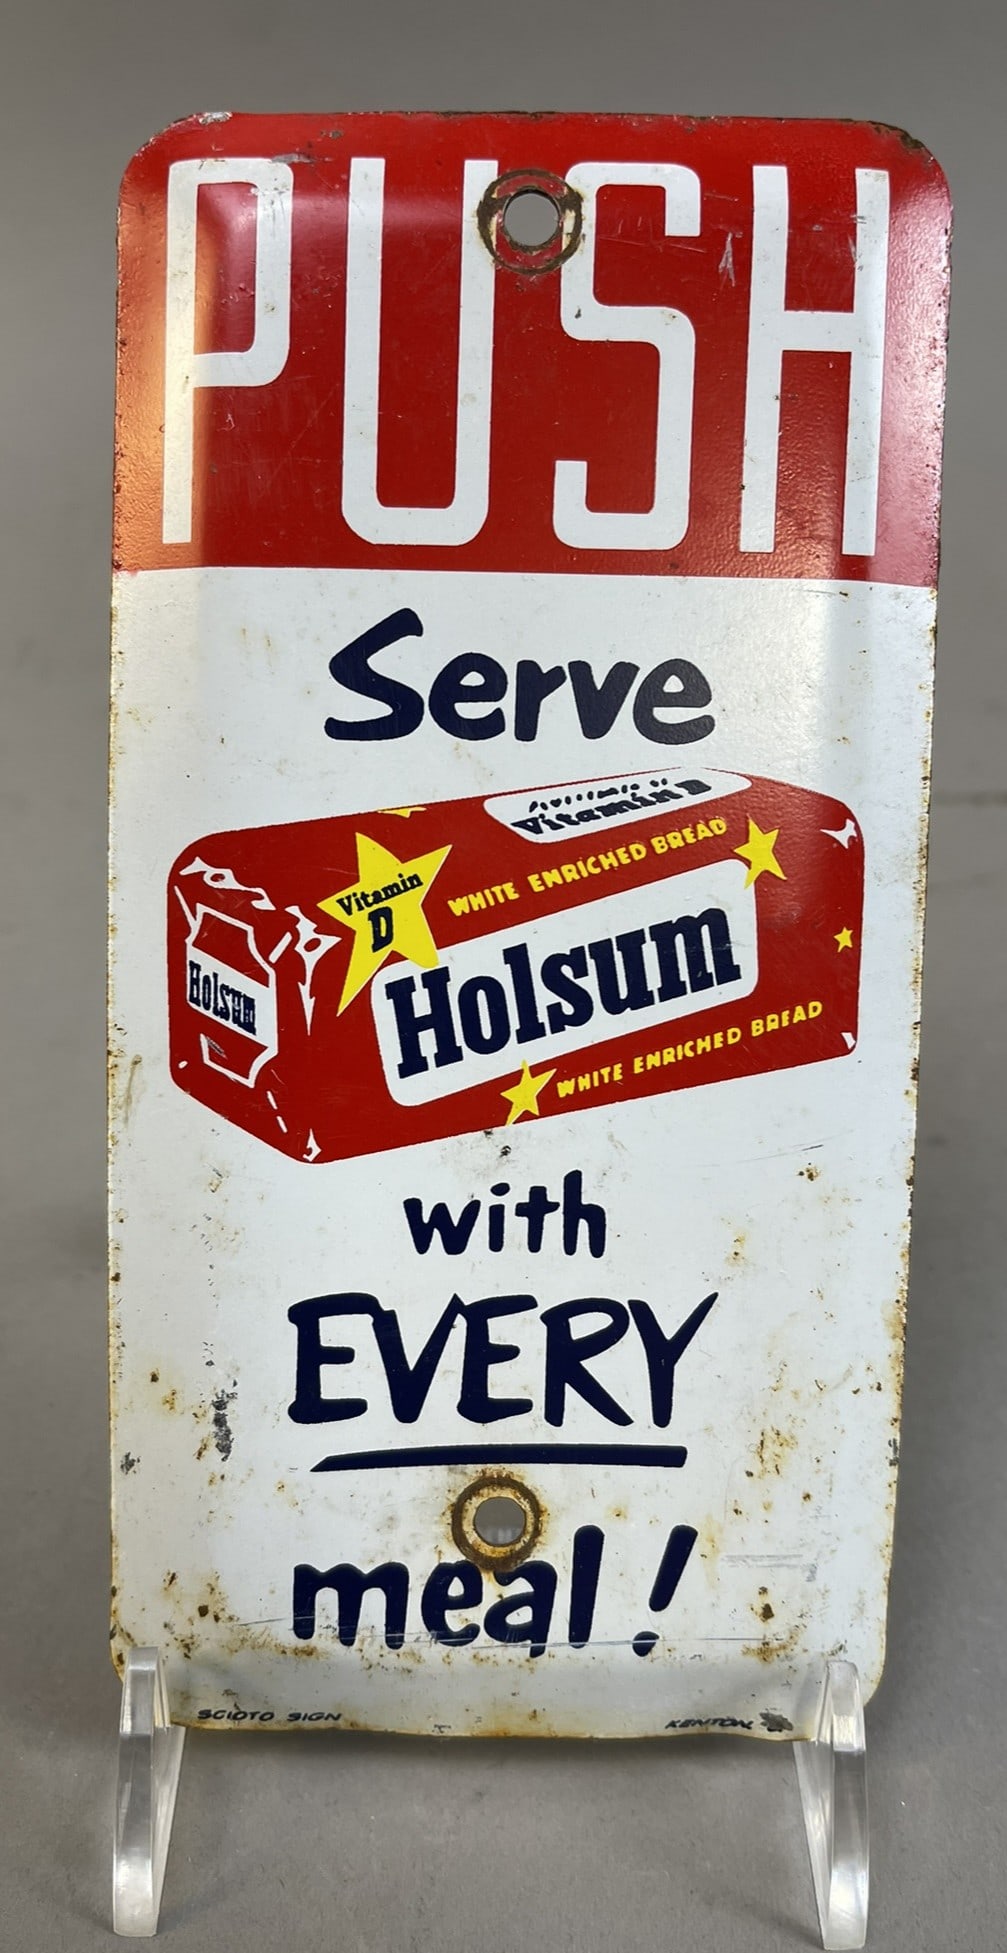 PUSH
Serve
Vitamin D
Vitamin
D
WHITE ENRICHED BREAD
Holsum
Holsum
WHITE ENRICHED BREAD
with
EVERY
meal!
SCIOTO SIGN
KENTON